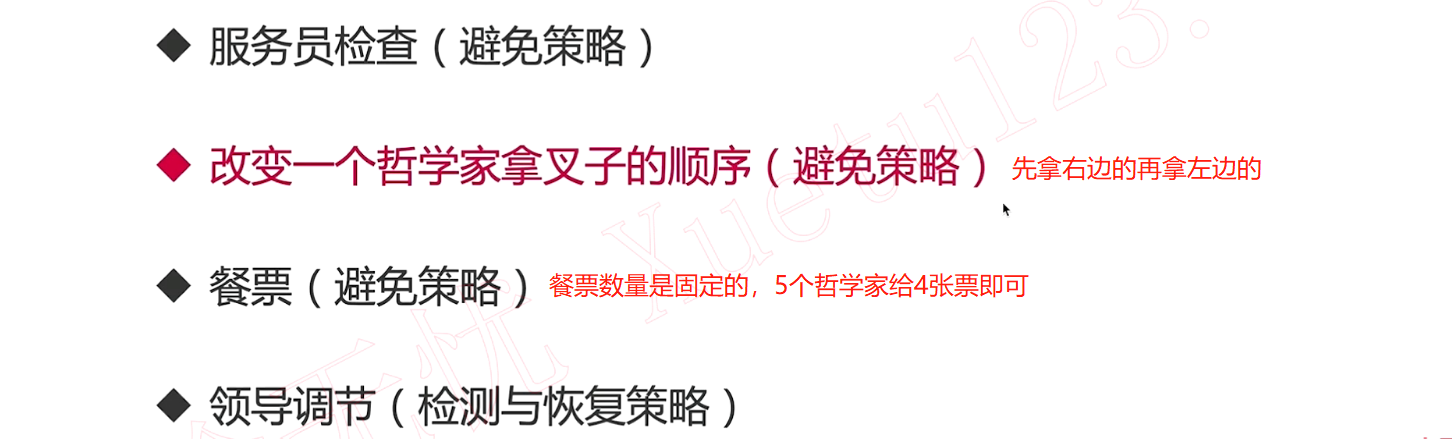 服务员检查（避免策略）
改变一个哲学家拿叉子的顺序（避免策略） 先拿右边的再拿左边的
餐票（避免策略） 餐票数量是固定的，5个哲学家给4张票即可
领导调节（检测与恢复策略）
无忧 Xuetu123.